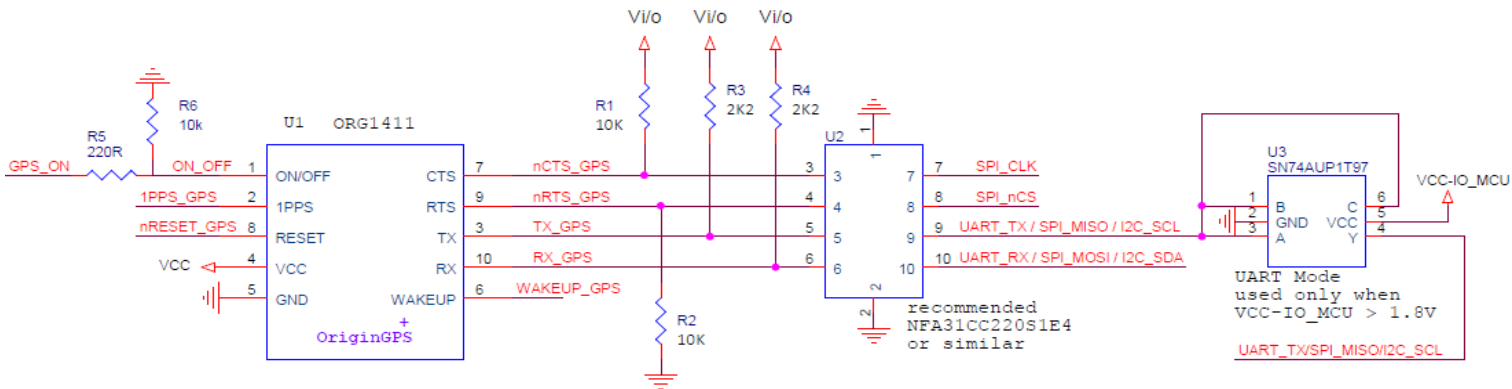 Vi/o
Vi/o
Vi/o
R6
10k
R5
220R
GPS_ON
ON_OFF
1
1PPS_GPS
2
nRESET_GPS
8
VCC
4
5
U1 ORG1411
ON/OFF
1PPS
RESET
VCC
GND
CTS
RTS
TX
RX
WAKEUP
+
OriginGPS
7
nCTS_GPS
9
nRTS_GPS
3
TX_GPS
10
RX_GPS
6
WAKEUP_GPS
R1
10K
R3
2K2
R4
2K2
R2
10K
U2
1
1
3
3
4
4
5
5
6
6
2
2
7
7
SPI_CLK
8
8
SPI_nCS
9
9
UART_TX / SPI_MISO / I2C_SCL
10
10
UART_RX / SPI_MOSI / I2C_SDA
recommended
NFA31CC220S1E4
or similar
U3
SN74AUP1T97
1
2
3
B
GND
A
C
VCC
Y
6
5
4
VCC-IO_MCU
UART Mode
used only when
VCC-IO_MCU > 1.8V
UART_TX/SPI_MISO/I2C_SCL